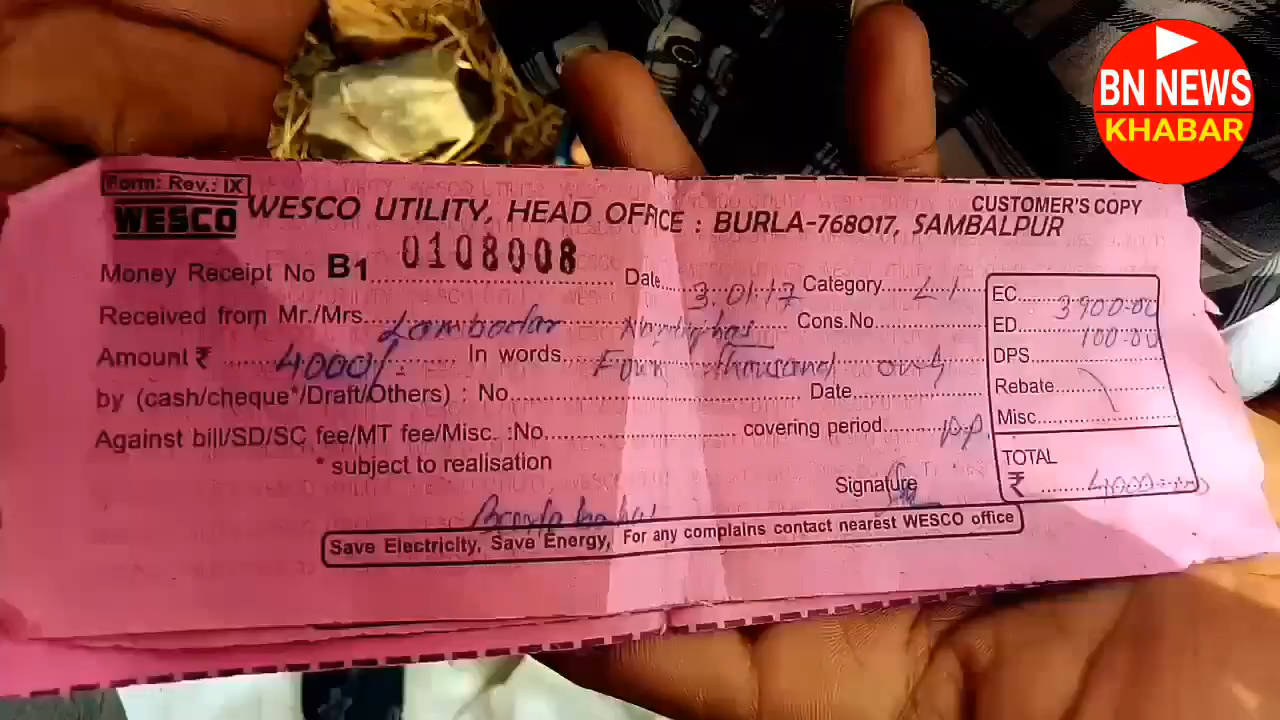 BN NEWS
KHABAR
Form: Rev.: IX
CUSTOMER'S COPY
WESCO WESCO UTILITY, HEAD OFFICE : BURLA-768017, SAMBALPUR
Money Receipt No B1 0108008 Date 3.01.17 Category
Received from Mr./Mrs. Lambodar Cons.No
Amount ₹ 4000/- In words Four Thousand only
by (cash/cheque*/Draft/Others) : No Date
Against bill/SD/SC fee/MT fee/Misc. :No covering period P.P.
* subject to realisation
Signature
EC 3900-00
ED 100-00
DPS
Rebate
Misc
TOTAL
₹ 4000-00
Save Electricity, Save Energy, For any complains contact nearest WESCO office